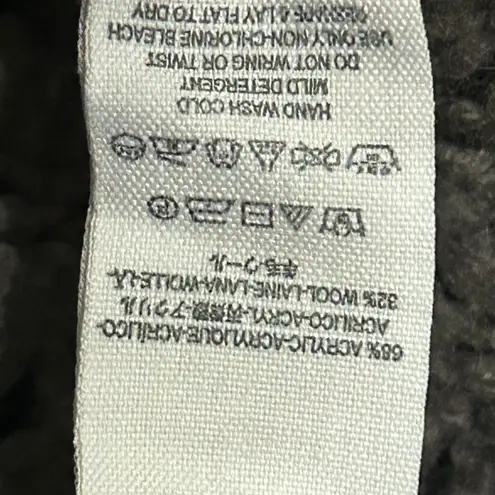 68% ACRYLIC-ACRYLIQUE-ACRÍLICO-
ACRILICO-ACRYL-アクリル
32% WOOL-LAINE-LANA-WOLLE-LÃ-
羊毛-ウール
HAND WASH COLD
MILD DETERGENT
DO NOT WRING OR TWIST
USE ONLY NON-CHLORINE BLEACH
RESHAPE & LAY FLAT TO DRY